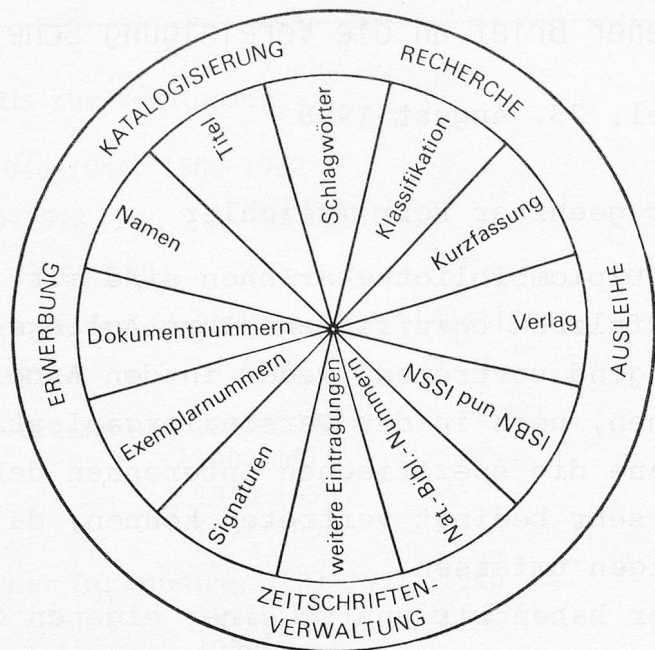 KATALOGISIERUNG
RECHERCHE
AUSLEIHE
ZEITSCHRIFTEN-
VERWALTUNG
ERWERBUNG
Titel
Schlagwörter
Klassifikation
Kurzfassung
Verlag
ISBN und ISSN
Nat.-Bibl. Nummern
weitere Eintragungen
Signaturen
Exemplarnummern
Dokumentnummern
Namen